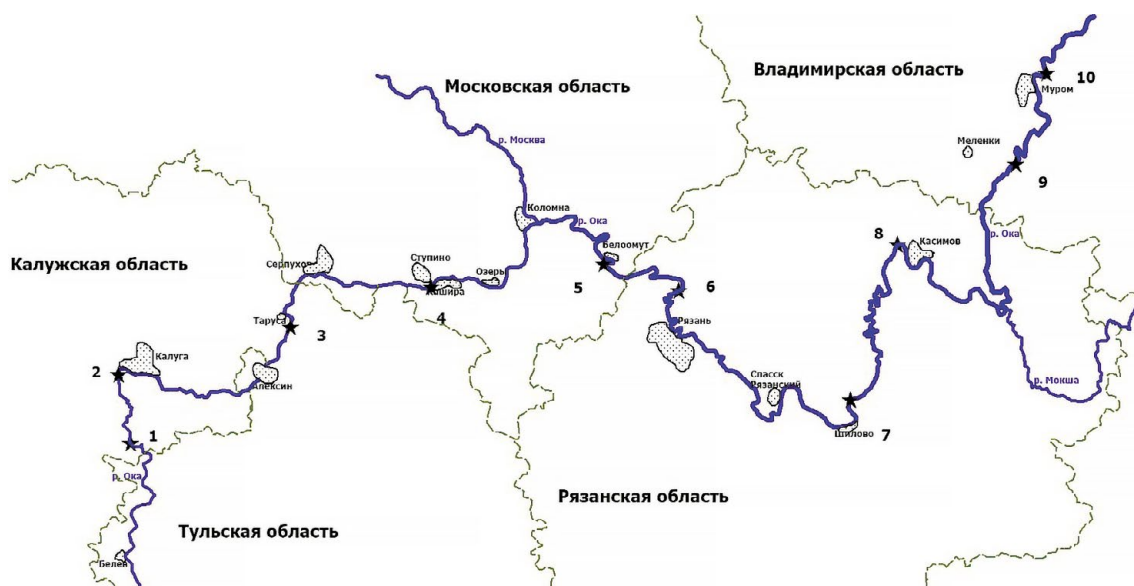 Владимирская область
10
Муром
Московская область
р. Москва
Меленки
9
Коломна
р. Ока
Белоомут
8
Касимов
р. Ока
Калужская область
Серпухов
Ступино
Озеры
Кашира
5
6
4
Таруса
3
Рязань
2
Калуга
Алексин
Спасск
Рязанский
р. Мокша
7
Шилово
1
р. Ока
Рязанская область
Тульская область
Белев